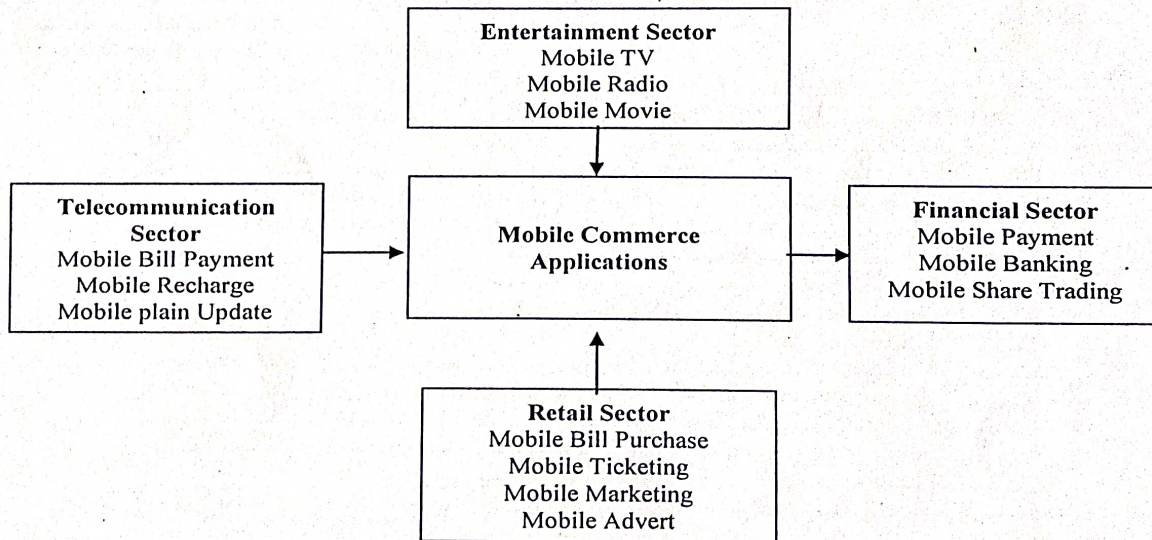 Entertainment Sector
Mobile TV
Mobile Radio
Mobile Movie
Telecommunication
Sector
Mobile Bill Payment
Mobile Recharge
Mobile plain Update
Mobile Commerce
Applications
Financial Sector
Mobile Payment
Mobile Banking
Mobile Share Trading
Retail Sector
Mobile Bill Purchase
Mobile Ticketing
Mobile Marketing
Mobile Advert